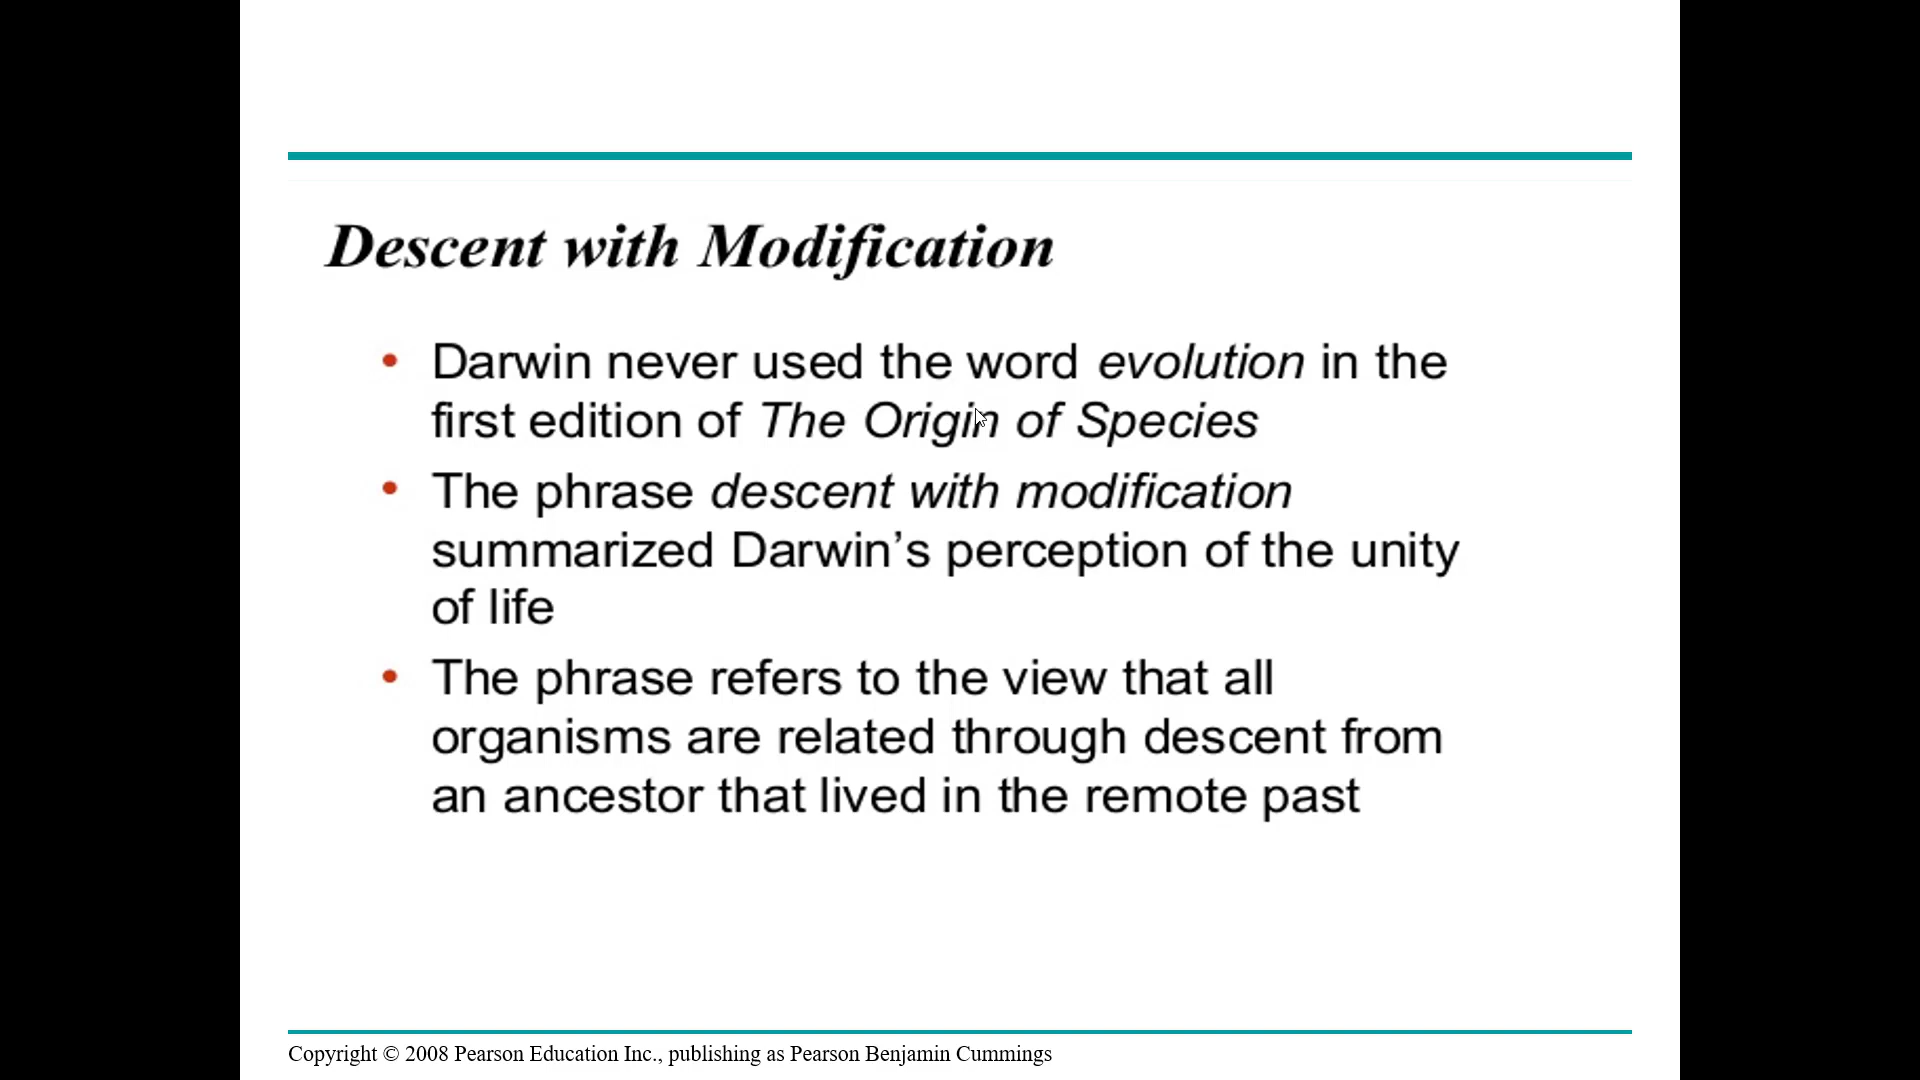 Descent with Modification
• Darwin never used the word evolution in the
first edition of The Origin of Species
• The phrase descent with modification
summarized Darwin’s perception of the unity
of life
• The phrase refers to the view that all
organisms are related through descent from
an ancestor that lived in the remote past
Copyright © 2008 Pearson Education Inc., publishing as Pearson Benjamin Cummings